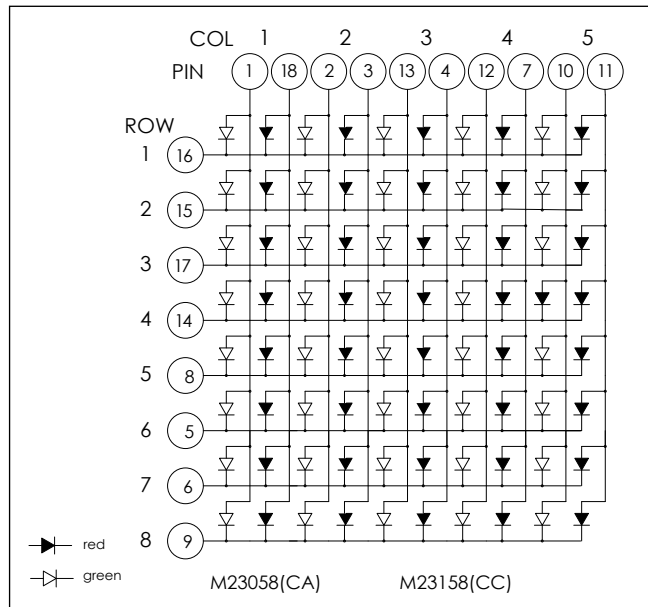 COL 1 2 3 4 5
PIN 1 18 2 3 13 4 12 7 10 11
ROW
1 16
2 15
3 17
4 14
5 8
6 5
7 6
8 9
red
green
M23058(CA) M23158(CC)